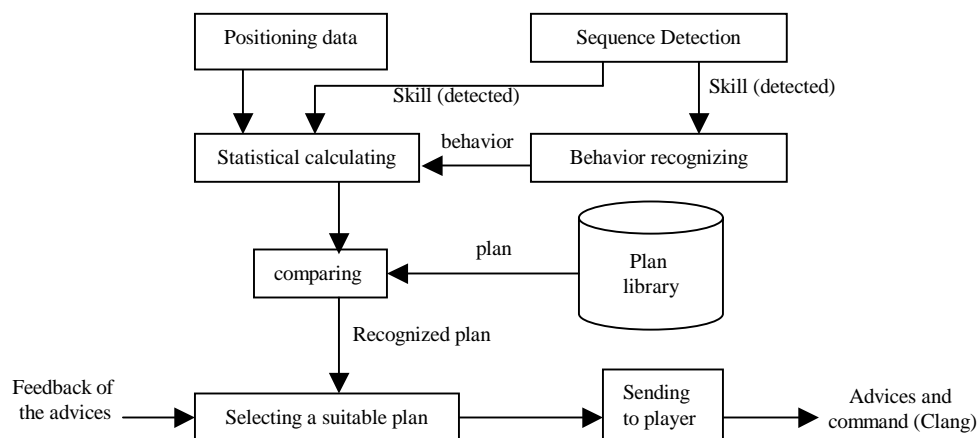 Positioning data
Sequence Detection
Skill (detected)
Skill (detected)
behavior
Statistical calculating
Behavior recognizing
plan
Plan
library
comparing
Recognized plan
Feedback of
the advices
Selecting a suitable plan
Sending
to player
Advices and
command (Clang)